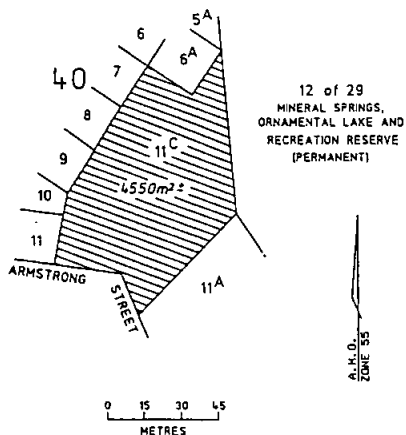 6
5A
7
6A
40
8
9
10
11
11C
4550m² ±
12 of 29
MINERAL SPRINGS,
ORNAMENTAL LAKE AND
RECREATION RESERVE
(PERMANENT)
ARMSTRONG
STREET
11A
A.M.G.
ZONE 55
0 15 30 45
METRES